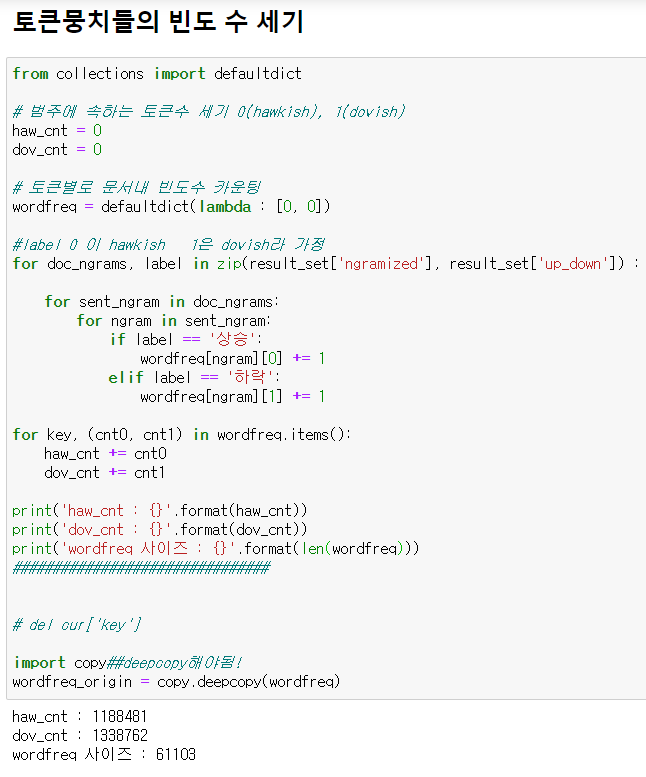 토큰뭉치들의 빈도 수 세기
from collections import defaultdict
# 범주에 속하는 토큰수 세기 0(hawkish), 1(dovish)
haw_cnt = 0
dov_cnt = 0
# 토큰별로 문서내 빈도수 카운팅
wordfreq = defaultdict(lambda : [0, 0])
#label 0 이 hawkish   1은 dovish라 가정
for doc_ngrams, label in zip(result_set['ngramized'], result_set['up_down']) :
    for sent_ngram in doc_ngrams:
        for ngram in sent_ngram:
            if label == '상승':
                wordfreq[ngram][0] += 1
            elif label == '하락':
                wordfreq[ngram][1] += 1
for key, (cnt0, cnt1) in wordfreq.items():
    haw_cnt += cnt0
    dov_cnt += cnt1
print('haw_cnt : {}'.format(haw_cnt))
print('dov_cnt : {}'.format(dov_cnt))
print('wordfreq 사이즈 : {}'.format(len(wordfreq)))
################################
# del cur['key']
import copy##deepcopy해야됨!
wordfreq_origin = copy.deepcopy(wordfreq)
haw_cnt : 1188481
dov_cnt : 1338762
wordfreq 사이즈 : 61103